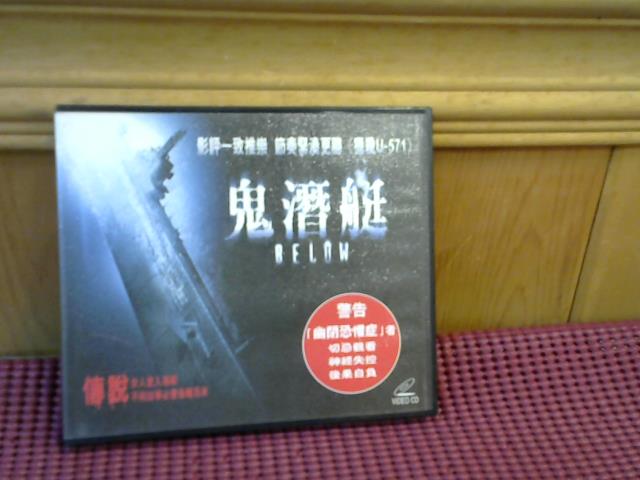 影評一致推崇 節奏緊湊更勝《獵殺U-571》
鬼潛艇
BELOW
警告
「幽閉恐懼症」者
切忌觀看
神經失控
後果自負
傳說
VIDEO CD